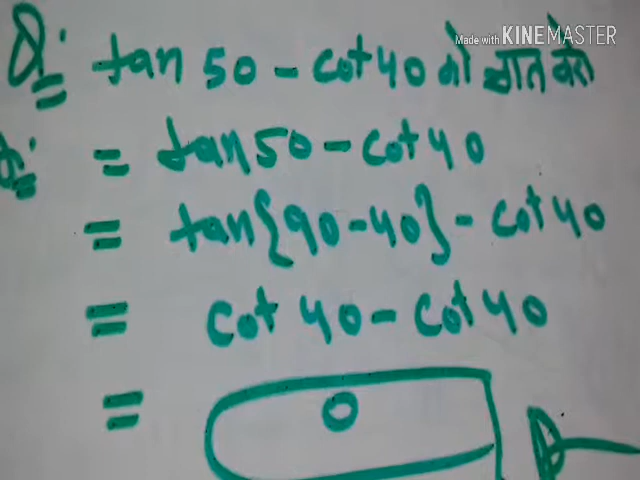 Made with KINEMASTER
Q. tan 50 - cot 40 को ज्ञात करो
= tan 50 - cot 40
= tan {90 - 40} - cot 40
= cot 40 - cot 40
= 0